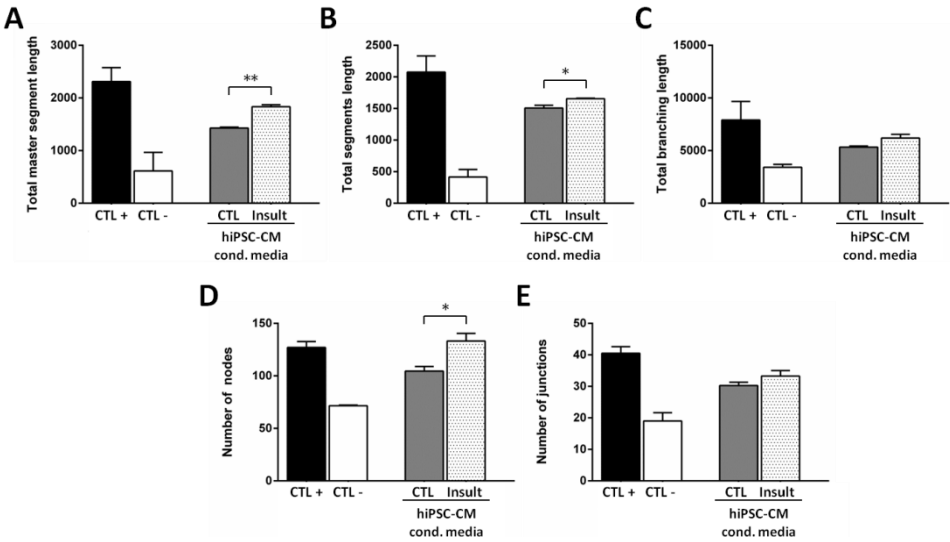 A
Total master segment length
3000
2000
1000
0
**
CTL + CTL - CTL Insult
hiPSC-CM
cond. media
B
Total segments length
2500
2000
1500
1000
500
0
*
CTL + CTL - CTL Insult
hiPSC-CM
cond. media
C
Total branching length
15000
10000
5000
0
CTL + CTL - CTL Insult
hiPSC-CM
cond. media
D
Number of nodes
150
100
50
0
*
CTL + CTL - CTL Insult
hiPSC-CM
cond. media
E
Number of junctions
50
40
30
20
10
0
CTL + CTL - CTL Insult
hiPSC-CM
cond. media